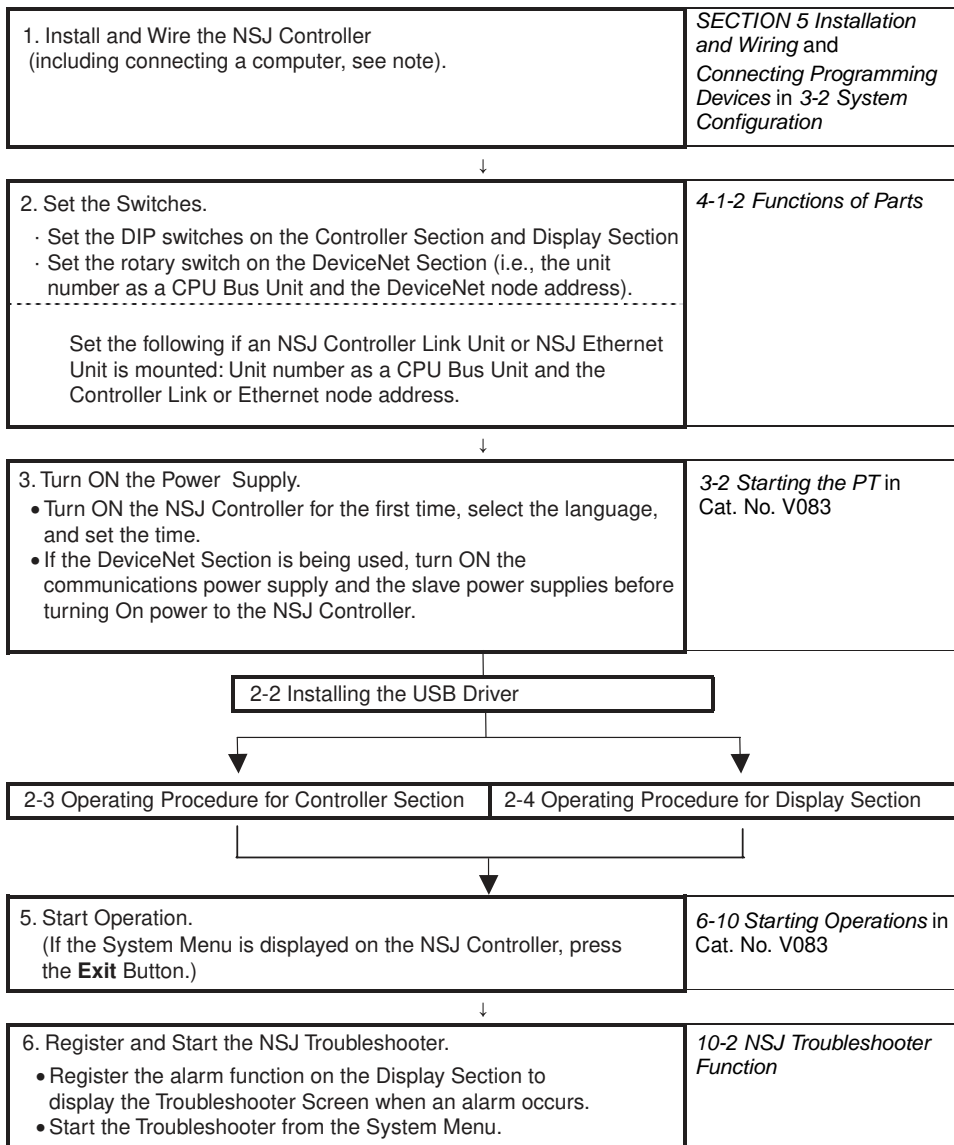 1. Install and Wire the NSJ Controller
(including connecting a computer, see note).
SECTION 5 Installation
and Wiring and
Connecting Programming
Devices in 3-2 System
Configuration
↓
2. Set the Switches.
· Set the DIP switches on the Controller Section and Display Section
· Set the rotary switch on the DeviceNet Section (i.e., the unit
number as a CPU Bus Unit and the DeviceNet node address).
Set the following if an NSJ Controller Link Unit or NSJ Ethernet
Unit is mounted: Unit number as a CPU Bus Unit and the
Controller Link or Ethernet node address.
4-1-2 Functions of Parts
↓
3. Turn ON the Power Supply.
• Turn ON the NSJ Controller for the first time, select the language,
and set the time.
• If the DeviceNet Section is being used, turn ON the
communications power supply and the slave power supplies before
turning On power to the NSJ Controller.
3-2 Starting the PT in
Cat. No. V083
2-2 Installing the USB Driver
2-3 Operating Procedure for Controller Section
2-4 Operating Procedure for Display Section
5. Start Operation.
(If the System Menu is displayed on the NSJ Controller, press
the Exit Button.)
6-10 Starting Operations in
Cat. No. V083
↓
6. Register and Start the NSJ Troubleshooter.
• Register the alarm function on the Display Section to
display the Troubleshooter Screen when an alarm occurs.
• Start the Troubleshooter from the System Menu.
10-2 NSJ Troubleshooter
Function